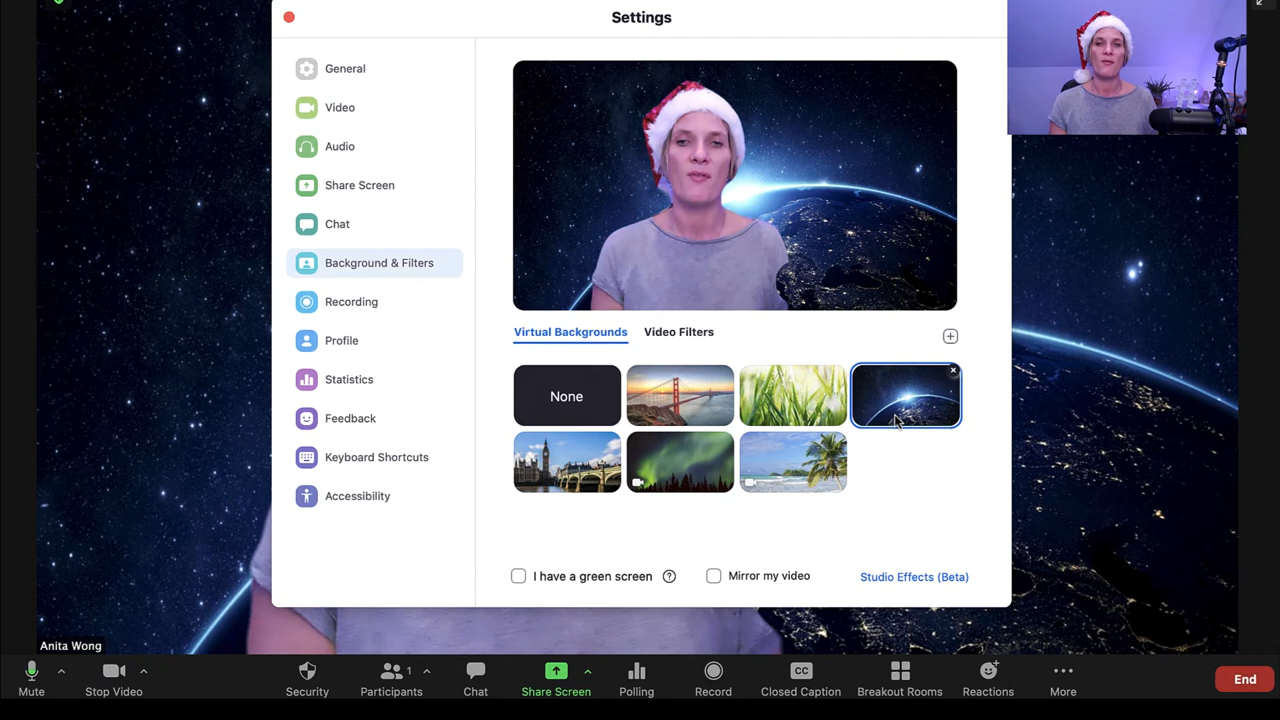 Settings
General
Video
Audio
Share Screen
Chat
Background & Filters
Recording
Profile
Statistics
Feedback
Keyboard Shortcuts
Accessibility
Virtual Backgrounds
Video Filters
None
I have a green screen
?
Mirror my video
Studio Effects (Beta)
Anita Wong
Mute
Stop Video
Security
Participants
1
Chat
Share Screen
Polling
Record
CC
Closed Caption
Breakout Rooms
Reactions
More
End